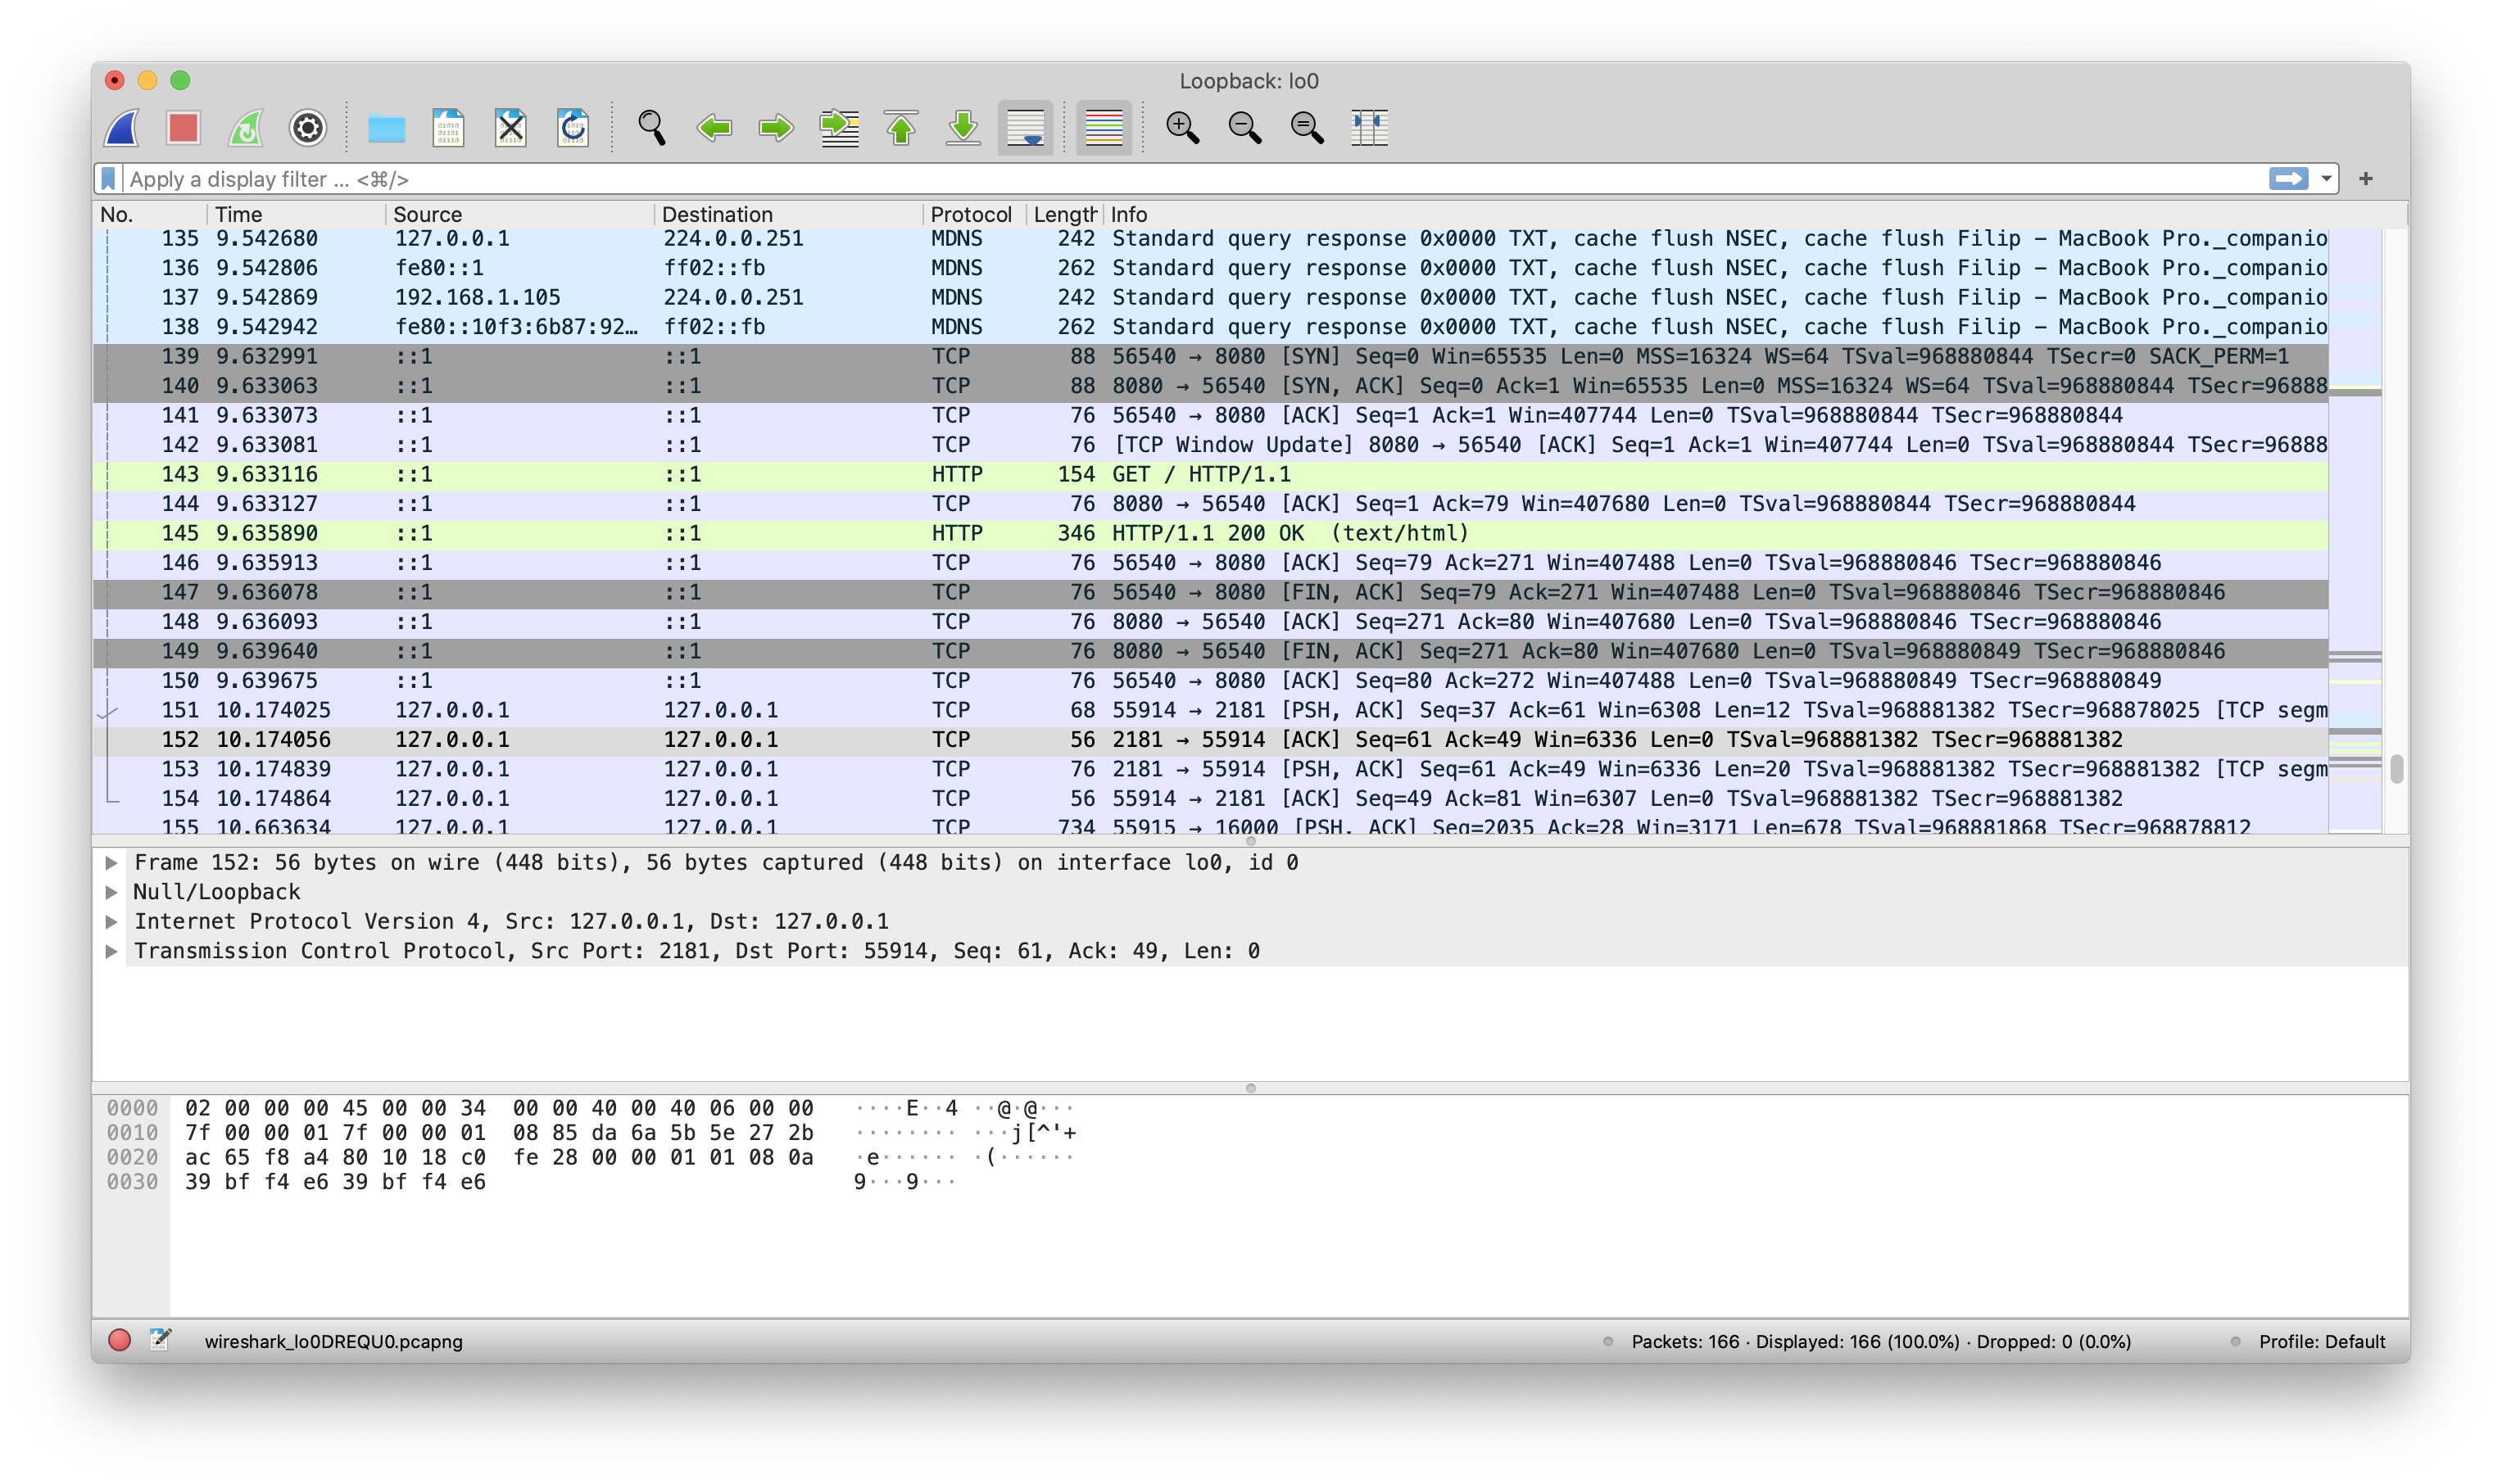 Loopback: lo0
Apply a display filter ... <⌘/>
No. Time Source Destination Protocol Length Info
135 9.542680 127.0.0.1 224.0.0.251 MDNS 242 Standard query response 0x0000 TXT, cache flush NSEC, cache flush Filip – MacBook Pro._companio
136 9.542806 fe80::1 ff02::fb MDNS 262 Standard query response 0x0000 TXT, cache flush NSEC, cache flush Filip – MacBook Pro._companio
137 9.542869 192.168.1.105 224.0.0.251 MDNS 242 Standard query response 0x0000 TXT, cache flush NSEC, cache flush Filip – MacBook Pro._companio
138 9.542942 fe80::10f3:6b87:92… ff02::fb MDNS 262 Standard query response 0x0000 TXT, cache flush NSEC, cache flush Filip – MacBook Pro._companio
139 9.632991 ::1 ::1 TCP 88 56540 → 8080 [SYN] Seq=0 Win=65535 Len=0 MSS=16324 WS=64 TSval=968880844 TSecr=0 SACK_PERM=1
140 9.633063 ::1 ::1 TCP 88 8080 → 56540 [SYN, ACK] Seq=0 Ack=1 Win=65535 Len=0 MSS=16324 WS=64 TSval=968880844 TSecr=96888
141 9.633073 ::1 ::1 TCP 76 56540 → 8080 [ACK] Seq=1 Ack=1 Win=407744 Len=0 TSval=968880844 TSecr=968880844
142 9.633081 ::1 ::1 TCP 76 [TCP Window Update] 8080 → 56540 [ACK] Seq=1 Ack=1 Win=407744 Len=0 TSval=968880844 TSecr=96888
143 9.633116 ::1 ::1 HTTP 154 GET / HTTP/1.1
144 9.633127 ::1 ::1 TCP 76 8080 → 56540 [ACK] Seq=1 Ack=79 Win=407680 Len=0 TSval=968880844 TSecr=968880844
145 9.635890 ::1 ::1 HTTP 346 HTTP/1.1 200 OK (text/html)
146 9.635913 ::1 ::1 TCP 76 56540 → 8080 [ACK] Seq=79 Ack=271 Win=407488 Len=0 TSval=968880846 TSecr=968880846
147 9.636078 ::1 ::1 TCP 76 56540 → 8080 [FIN, ACK] Seq=79 Ack=271 Win=407488 Len=0 TSval=968880846 TSecr=968880846
148 9.636093 ::1 ::1 TCP 76 8080 → 56540 [ACK] Seq=271 Ack=80 Win=407680 Len=0 TSval=968880846 TSecr=968880846
149 9.639640 ::1 ::1 TCP 76 8080 → 56540 [FIN, ACK] Seq=271 Ack=80 Win=407680 Len=0 TSval=968880849 TSecr=968880846
150 9.639675 ::1 ::1 TCP 76 56540 → 8080 [ACK] Seq=80 Ack=272 Win=407488 Len=0 TSval=968880849 TSecr=968880849
151 10.174025 127.0.0.1 127.0.0.1 TCP 68 55914 → 2181 [PSH, ACK] Seq=37 Ack=61 Win=6308 Len=12 TSval=968881382 TSecr=968878025 [TCP segm
152 10.174056 127.0.0.1 127.0.0.1 TCP 56 2181 → 55914 [ACK] Seq=61 Ack=49 Win=6336 Len=0 TSval=968881382 TSecr=968881382
153 10.174839 127.0.0.1 127.0.0.1 TCP 76 2181 → 55914 [PSH, ACK] Seq=61 Ack=49 Win=6336 Len=20 TSval=968881382 TSecr=968881382 [TCP segm
154 10.174864 127.0.0.1 127.0.0.1 TCP 56 55914 → 2181 [ACK] Seq=49 Ack=81 Win=6307 Len=0 TSval=968881382 TSecr=968881382
155 10.663634 127.0.0.1 127.0.0.1 TCP 734 55915 → 16000 [PSH, ACK] Seq=2035 Ack=28 Win=3171 Len=678 TSval=968881868 TSecr=968878812
Frame 152: 56 bytes on wire (448 bits), 56 bytes captured (448 bits) on interface lo0, id 0
Null/Loopback
Internet Protocol Version 4, Src: 127.0.0.1, Dst: 127.0.0.1
Transmission Control Protocol, Src Port: 2181, Dst Port: 55914, Seq: 61, Ack: 49, Len: 0
0000 02 00 00 00 45 00 00 34 00 00 40 00 40 06 00 00 ····E··4 ··@·@···
0010 7f 00 00 01 7f 00 00 01 08 85 da 6a 5b 5e 27 2b ········ ···j[^'+
0020 ac 65 f8 a4 80 10 18 c0 fe 28 00 00 01 01 08 0a ·e······ ·(······
0030 39 bf f4 e6 39 bf f4 e6 9···9···
wireshark_lo0DREQU0.pcapng Packets: 166 · Displayed: 166 (100.0%) · Dropped: 0 (0.0%) Profile: Default